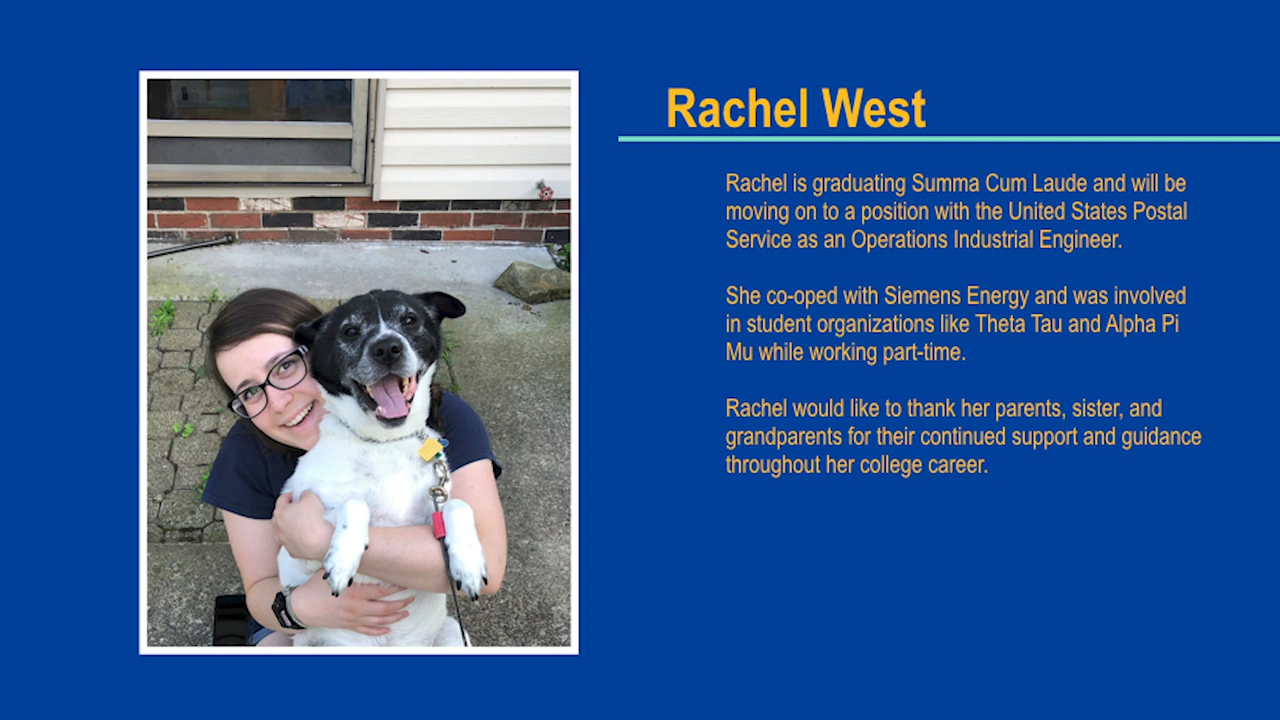 Rachel West
Rachel is graduating Summa Cum Laude and will be
moving on to a position with the United States Postal
Service as an Operations Industrial Engineer.
She co-oped with Siemens Energy and was involved
in student organizations like Theta Tau and Alpha Pi
Mu while working part-time.
Rachel would like to thank her parents, sister, and
grandparents for their continued support and guidance
throughout her college career.